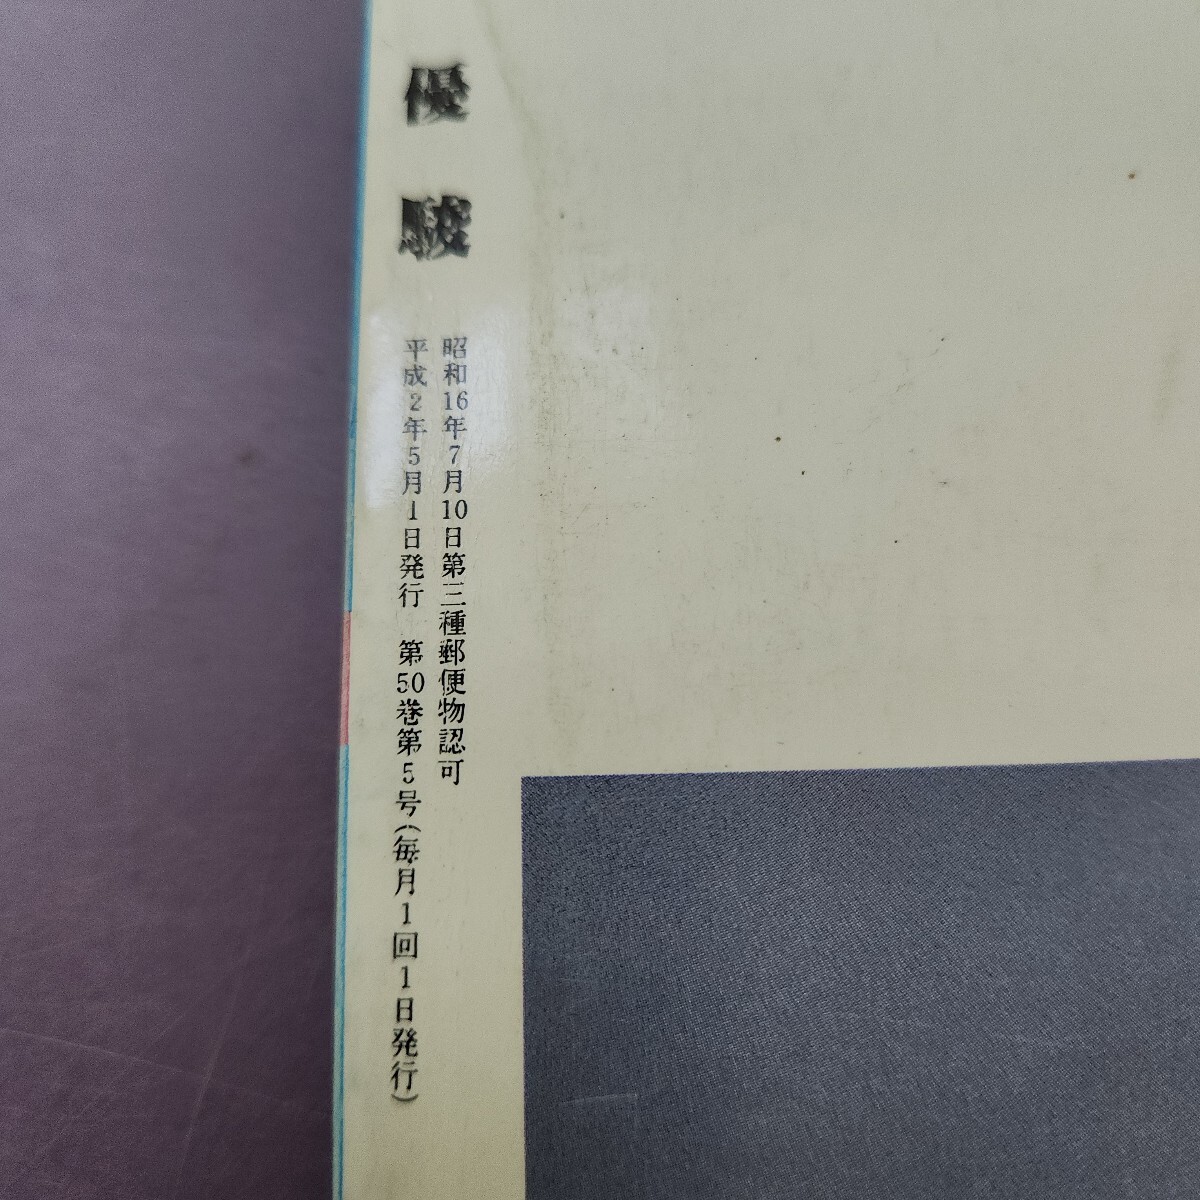 優駿
昭和16年7月10日第三種郵便物認可
平成2年5月1日発行　第50巻第5号(毎月1回1日発行)